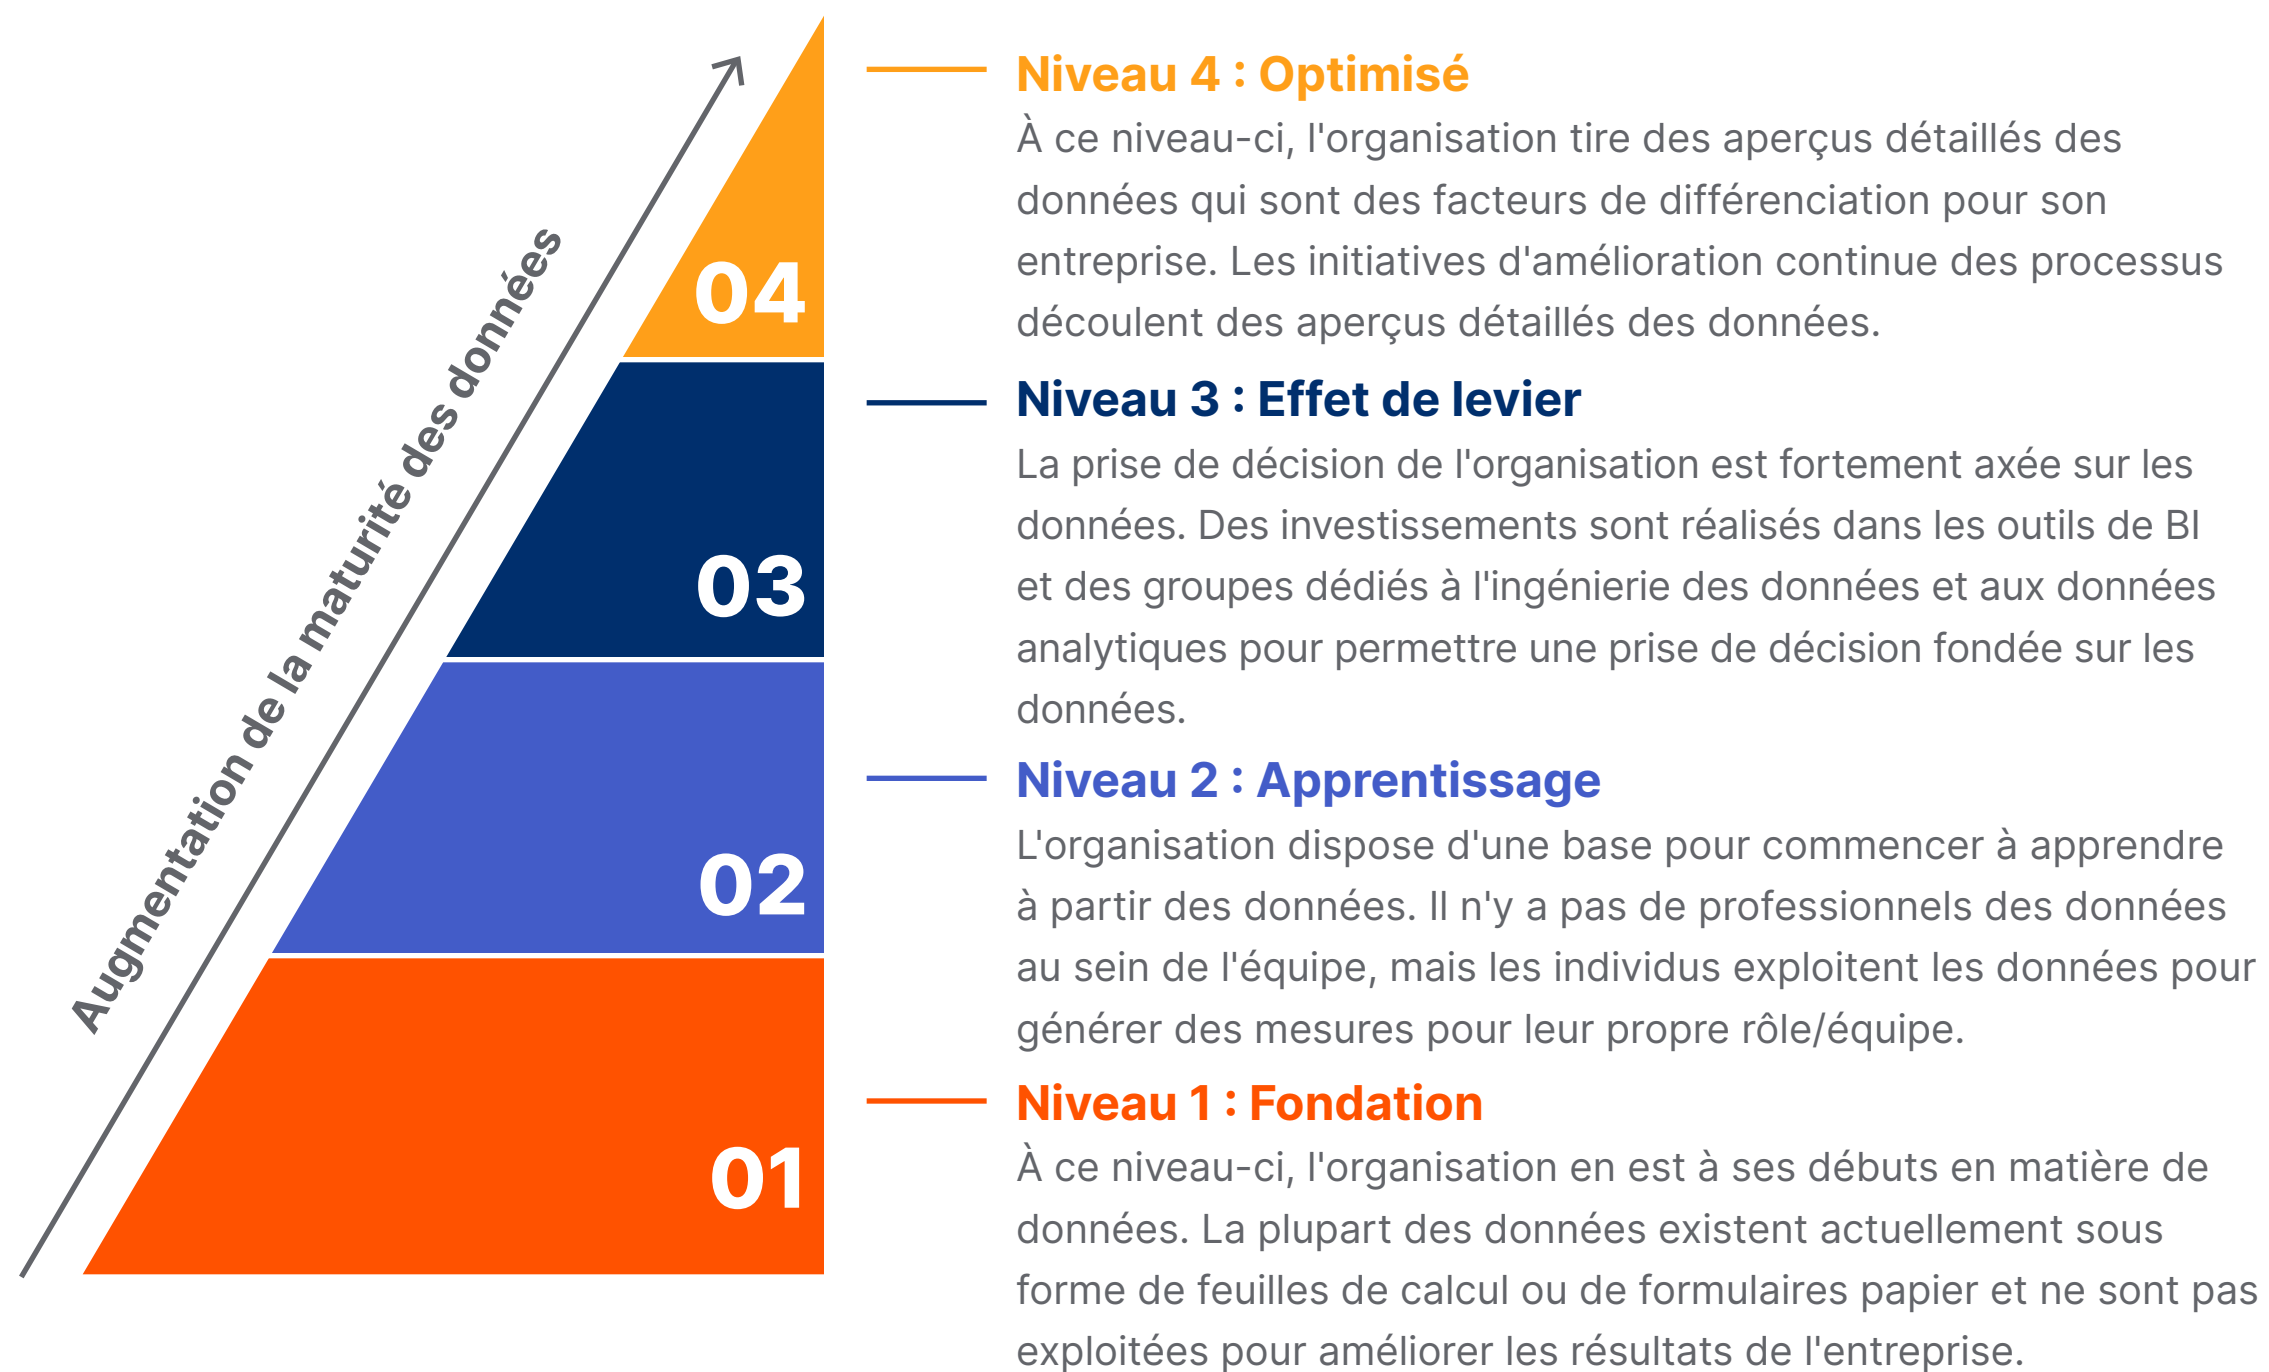 Augmentation de la maturité des données
04
Niveau 4 : Optimisé
À ce niveau-ci, l'organisation tire des aperçus détaillés des
données qui sont des facteurs de différenciation pour son
entreprise. Les initiatives d'amélioration continue des processus
découlent des aperçus détaillés des données.
03
Niveau 3 : Effet de levier
La prise de décision de l'organisation est fortement axée sur les
données. Des investissements sont réalisés dans les outils de BI
et des groupes dédiés à l'ingénierie des données et aux données
analytiques pour permettre une prise de décision fondée sur les
données.
02
Niveau 2 : Apprentissage
L'organisation dispose d'une base pour commencer à apprendre
à partir des données. Il n'y a pas de professionnels des données
au sein de l'équipe, mais les individus exploitent les données pour
générer des mesures pour leur propre rôle/équipe.
01
Niveau 1 : Fondation
À ce niveau-ci, l'organisation en est à ses débuts en matière de
données. La plupart des données existent actuellement sous
forme de feuilles de calcul ou de formulaires papier et ne sont pas
exploitées pour améliorer les résultats de l'entreprise.